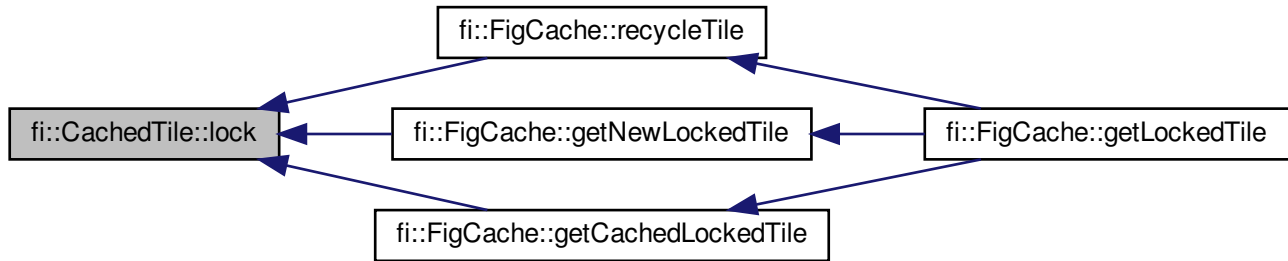 fi::FigCache::recycleTile
fi::CachedTile::lock
fi::FigCache::getNewLockedTile
fi::FigCache::getLockedTile
fi::FigCache::getCachedLockedTile